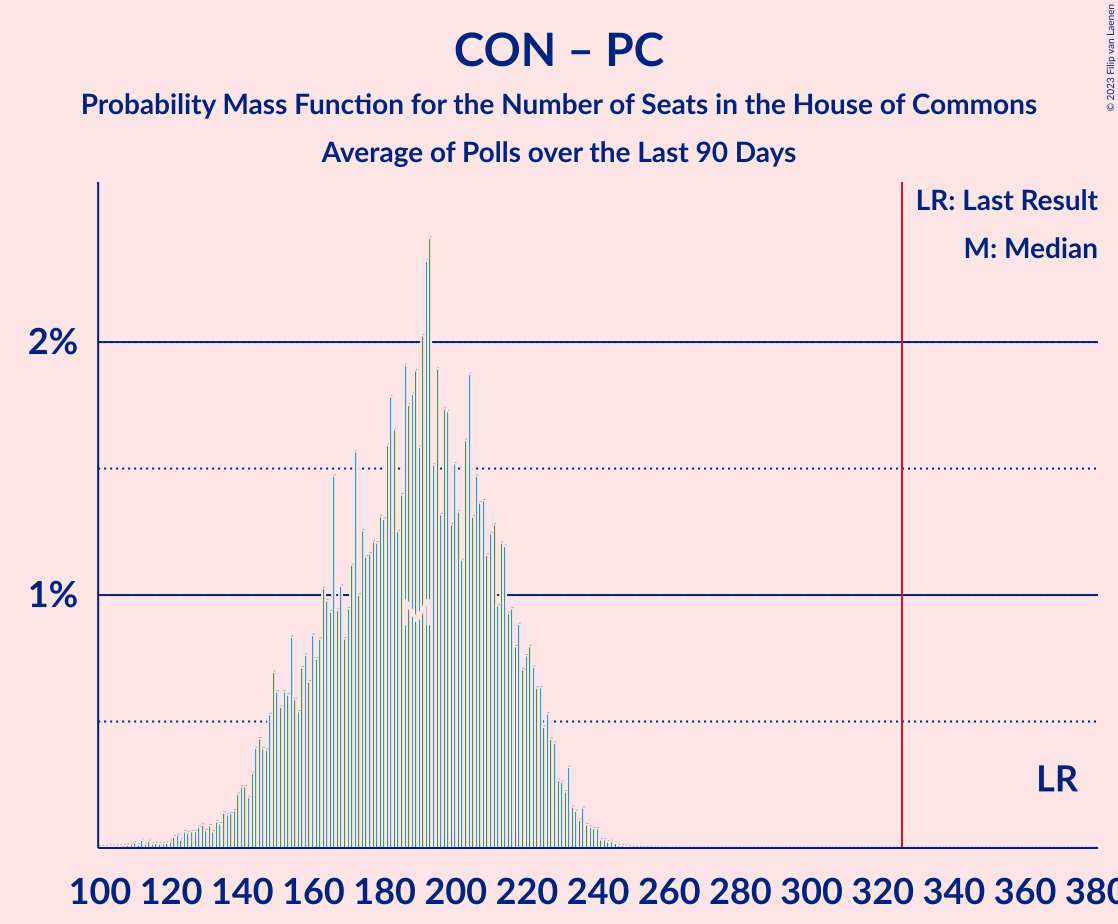 CON – PC
Probability Mass Function for the Number of Seats in the House of Commons
Average of Polls over the Last 90 Days
© 2023 Filip van Laenen
LR: Last Result
M: Median
2%
1%
M
LR
100 120 140 160 180 200 220 240 260 280 300 320 340 360 380